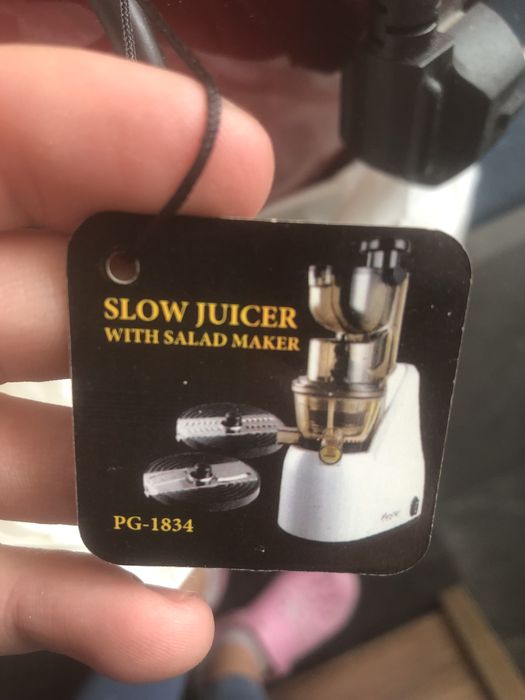 SLOW JUICER
WITH SALAD MAKER
PG-1834